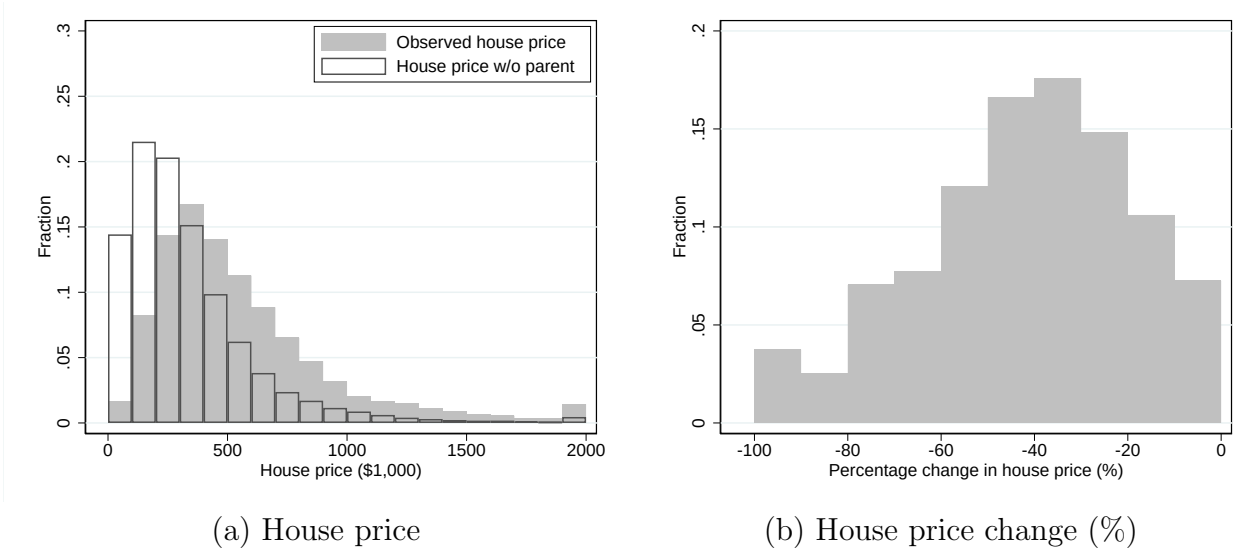 .3
.25
.2
.15
.1
.05
0
Fraction
Observed house price
House price w/o parent
0 500 1000 1500 2000
House price ($1,000)
(a) House price
.2
.15
.1
.05
0
Fraction
-100 -80 -60 -40 -20 0
Percentage change in house price (%)
(b) House price change (%)